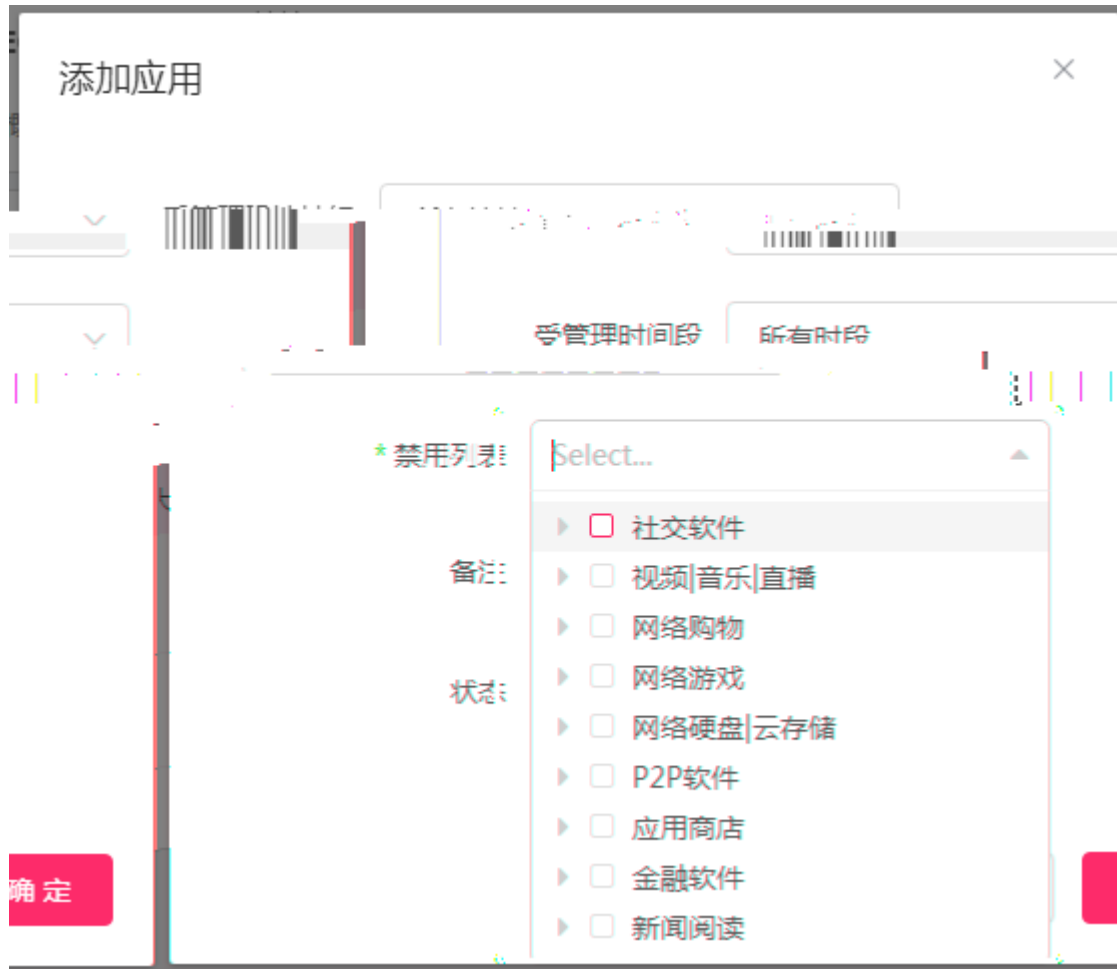 添加应用
受管理时间段 所有时段
* 禁用列表 Select...
社交软件
备注
视频|音乐|直播
网络购物
网络游戏
状态
网络硬盘|云存储
P2P软件
应用商店
金融软件
确 定
新闻阅读